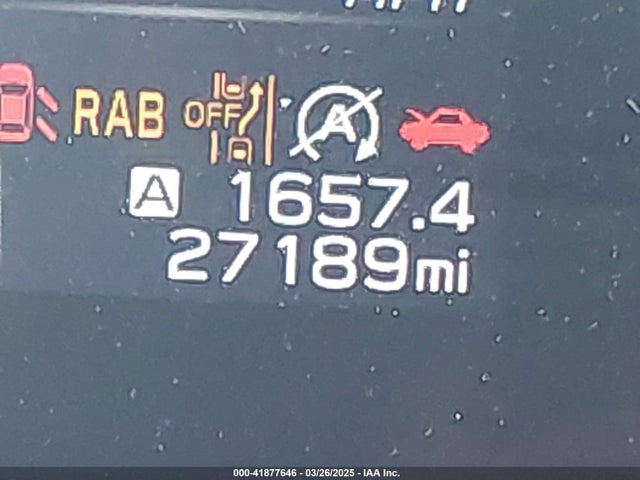 RAB OFF A
A 1657.4
27189mi
000-41877646 - 03/26/2025 - IAA Inc.